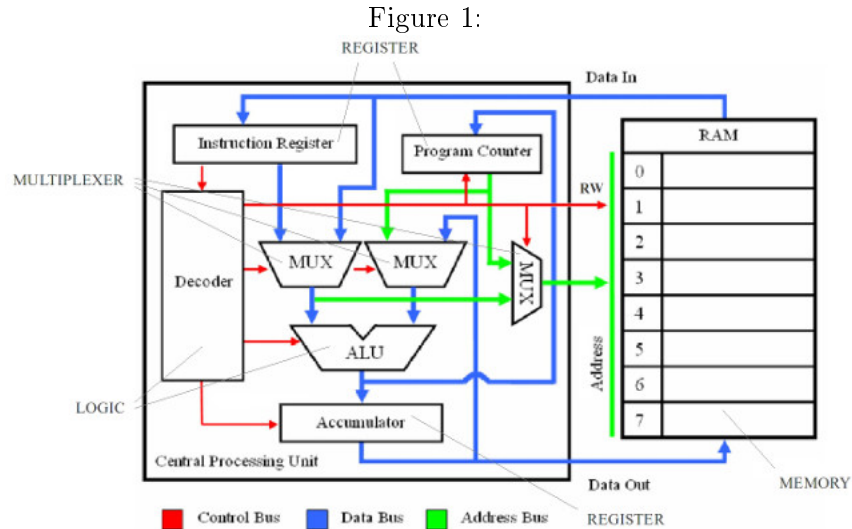 Figure 1:
REGISTER
Data In
Instruction Register
Program Counter
RAM
MULTIPLEXER
RW
0
1
2
3
4
5
6
7
MUX
MUX
MUX
Decoder
ALU
Address
LOGIC
Accumulator
Central Processing Unit
Data Out
MEMORY
Control Bus
Data Bus
Address Bus
REGISTER